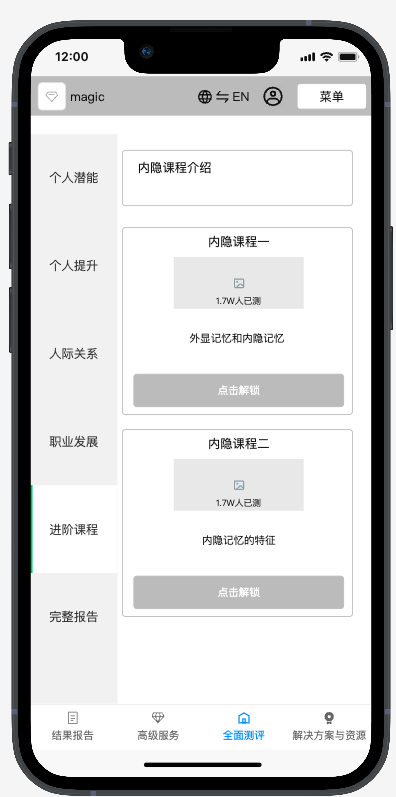 12:00
magic
EN
菜单
个人潜能
个人提升
人际关系
职业发展
进阶课程
完整报告
内隐课程介绍
内隐课程一
1.7W人已测
外显记忆和内隐记忆
点击解锁
内隐课程二
1.7W人已测
内隐记忆的特征
点击解锁
结果报告
高级服务
全面测评
解决方案与资源